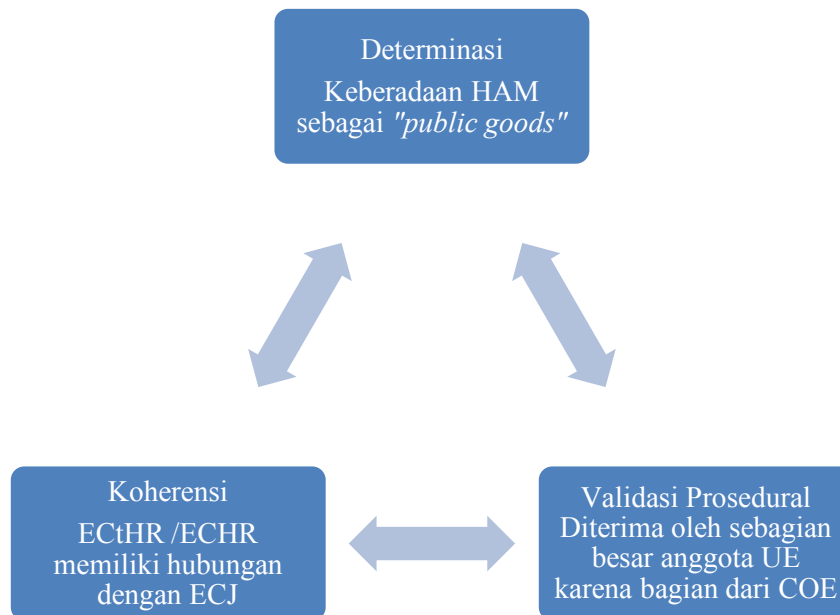 Determinasi
Keberadaan HAM
sebagai "public goods"
Koherensi
ECtHR /ECHR
memiliki hubungan
dengan ECJ
Validasi Prosedural
Diterima oleh sebagian
besar anggota UE
karena bagian dari COE